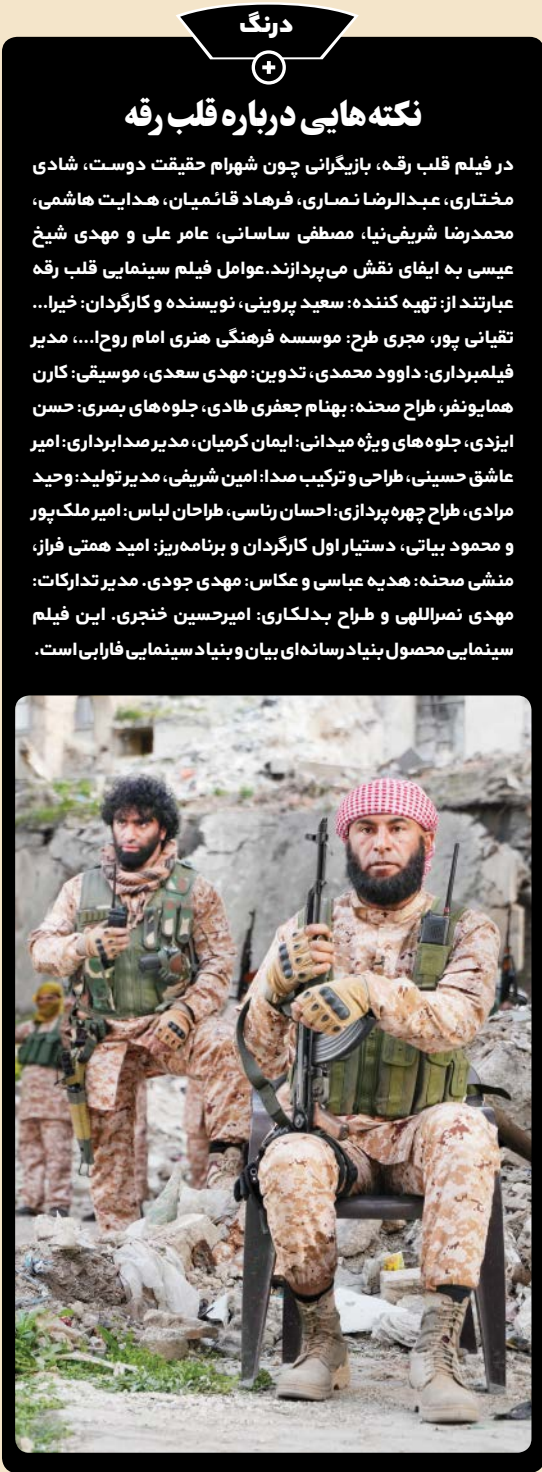 درنگ
+
نکته‌هایی درباره قلب رقه
در فیلم قلب رقه، بازیگرانی چون شهرام حقیقت دوست، شادی
مختاری، عبدالرضا نصاری، فرهاد قائمیان، هدایت هاشمی،
محمدرضا شریفی‌نیا، مصطفی ساسانی، عامر علی و مهدی شیخ
عیسی به ایفای نقش می‌پردازند.عوامل فیلم سینمایی قلب رقه
عبارتند از: تهیه کننده: سعید پروینی، نویسنده و کارگردان: خیرا...
تقیانی پور، مجری طرح: موسسه فرهنگی هنری امام روح‌ا...، مدیر
فیلمبرداری: داوود محمدی، تدوین: مهدی سعدی، موسیقی: کارن
همایونفر، طراح صحنه: بهنام جعفری طادی، جلوه‌های بصری: حسن
ایزدی، جلوه‌های ویژه میدانی: ایمان کرمیان، مدیر صدابرداری: امیر
عاشق حسینی، طراحی و ترکیب صدا: امین شریفی، مدیر تولید: وحید
مرادی، طراح چهره‌پردازی: احسان رناسی، طراحان لباس: امیر ملک‌پور
و محمود بیاتی، دستیار اول کارگردان و برنامه‌ریز: امید همتی فراز،
منشی صحنه: هدیه عباسی و عکاس: مهدی جودی. مدیر تدارکات:
مهدی نصراللهی و طراح بدلکاری: امیرحسین خنجری. این فیلم
سینمایی محصول بنیاد رسانه‌ای بیان و بنیاد سینمایی فارابی است.